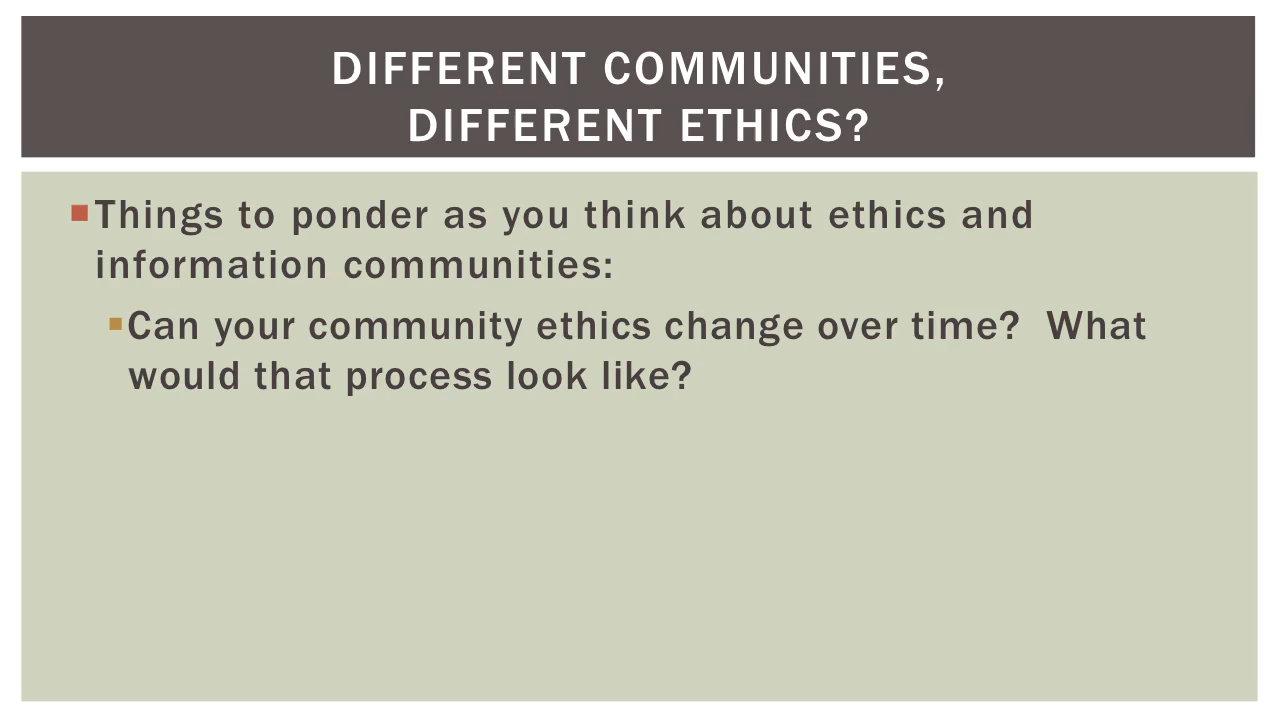 DIFFERENT COMMUNITIES,
DIFFERENT ETHICS?
Things to ponder as you think about ethics and
information communities:
Can your community ethics change over time?  What
would that process look like?